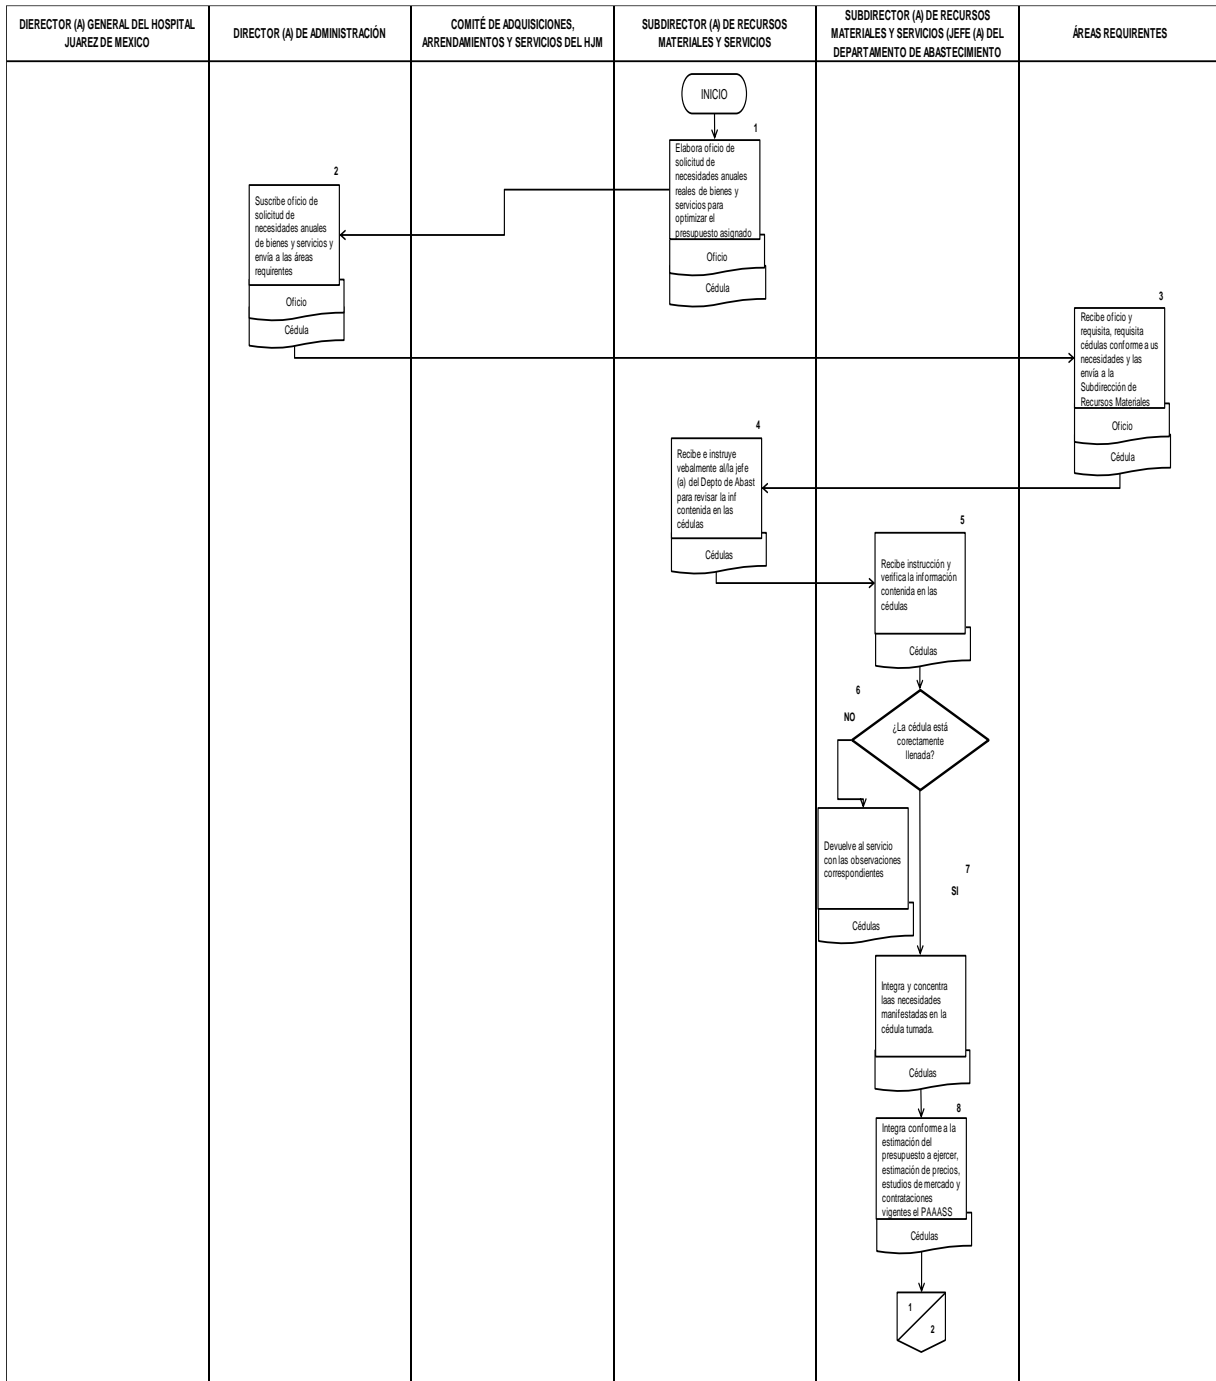 DIERECTOR (A) GENERAL DEL HOSPITAL
JUAREZ DE MEXICO
DIRECTOR (A) DE ADMINISTRACIÓN
COMITÉ DE ADQUISICIONES,
ARRENDAMIENTOS Y SERVICIOS DEL HJM
SUBDIRECTOR (A) DE RECURSOS
MATERIALES Y SERVICIOS
SUBDIRECTOR (A) DE RECURSOS
MATERIALES Y SERVICIOS (JEFE (A) DEL
DEPARTAMENTO DE ABASTECIMIENTO
ÁREAS REQUIRENTES
INICIO
1
Elabora oficio de
solicitud de
necesidades anuales
reales de bienes y
servicios para
optimizar el
presupuesto asignado
Oficio
Cédula
2
Suscribe oficio de
solicitud de
necesidades anuales
de bienes y servicios y
envía a las áreas
requirentes
Oficio
Cédula
3
Recibe oficio y
requisita, requisita
cédulas conforme a us
necesidades y las
envía a la
Subdirección de
Recursos Materiales
Oficio
Cédula
4
Recibe e instruye
vebalmente al/la jefe
(a) del Depto de Abast
para revisar la inf
contenida en las
cédulas
Cédulas
5
Recibe instrucción y
verifica la información
contenida en las
cédulas
Cédulas
6
NO
¿La cédula está
corectamente
llenada?
Devuelve al servicio
con las observaciones
correspondientes
Cédulas
7
SI
Integra y concentra
laas necesidades
manifestadas en la
cédula turnada.
Cédulas
8
Integra conforme a la
estimación del
presupuesto a ejercer,
estimación de precios,
estudios de mercado y
contrataciones
vigentes el PAAASS
Cédulas
1
2